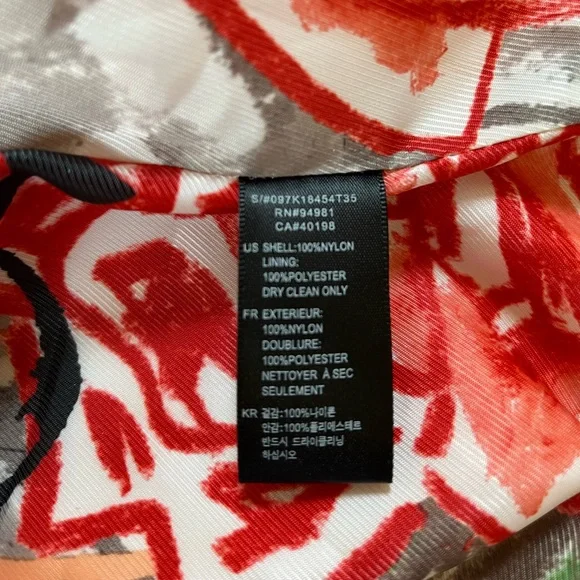 S/#097K18454T35
RN#94981
CA#40198
US SHELL:100%NYLON
LINING:
100%POLYESTER
DRY CLEAN ONLY
FR EXTERIEUR:
100%NYLON
DOUBLURE:
100%POLYESTER
NETTOYER À SEC
SEULEMENT
KR 겉감:100%나이론
안감:100%폴리에스테르
반드시 드라이클리닝
하십시오